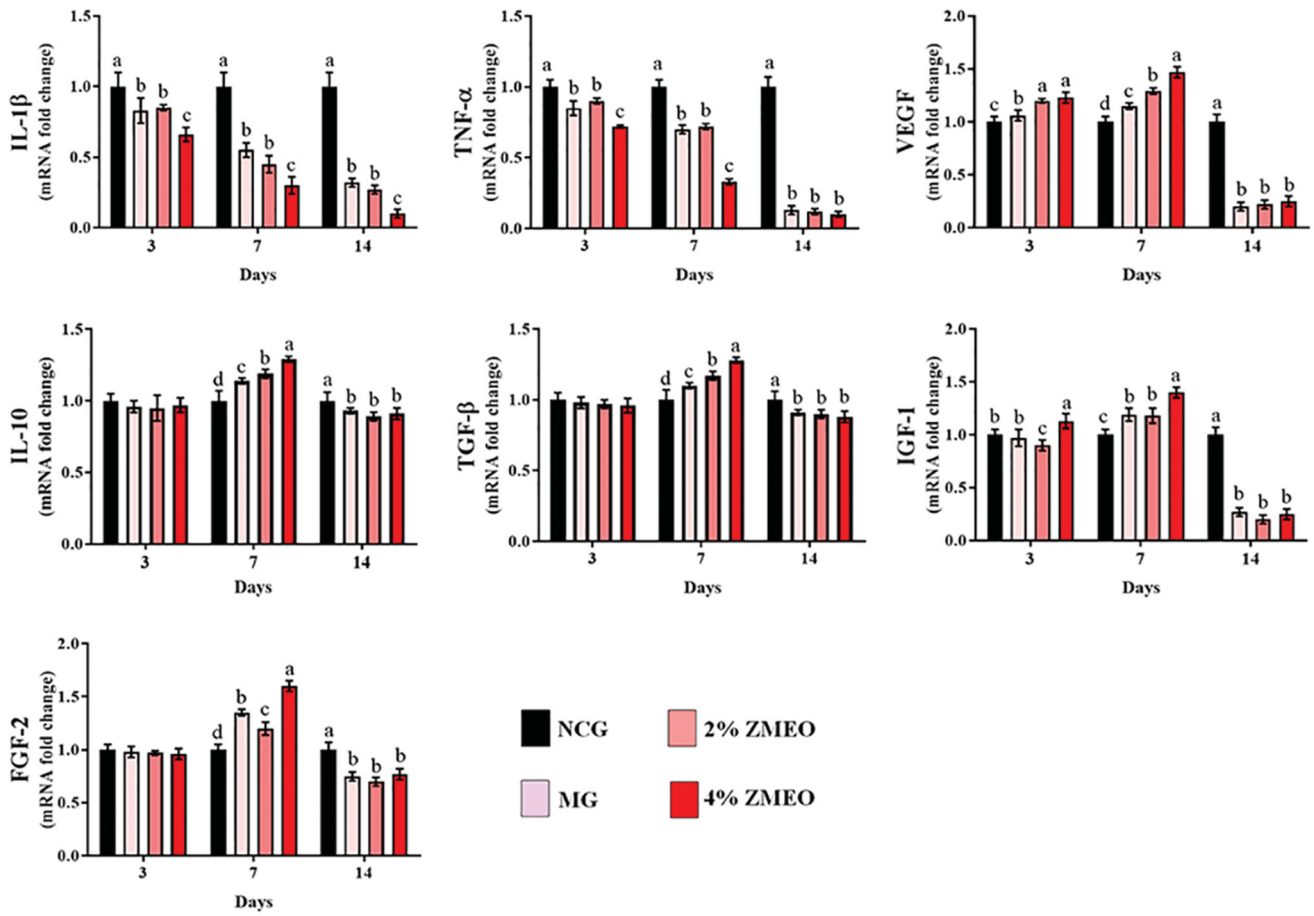 IL-1β
(mRNA fold change)
1.5
1.0
0.5
0.0
a
b
b
c
a
b
b
c
a
b
b
c
3
7
14
Days
TNF-α
(mRNA fold change)
1.5
1.0
0.5
0.0
a
b
b
c
a
b
b
c
a
b
b
b
3
7
14
Days
VEGF
(mRNA fold change)
2.0
1.5
1.0
0.5
0.0
c
b
a
a
d
c
b
a
a
b
b
b
3
7
14
Days
IL-10
(mRNA fold change)
1.5
1.0
0.5
0.0
d
c
b
a
a
b
b
b
3
7
14
Days
TGF-β
(mRNA fold change)
1.5
1.0
0.5
0.0
d
c
b
a
a
b
b
b
3
7
14
Days
IGF-1
(mRNA fold change)
2.0
1.5
1.0
0.5
0.0
b
b
c
a
c
b
b
a
a
b
b
b
3
7
14
Days
FGF-2
(mRNA fold change)
2.0
1.5
1.0
0.5
0.0
d
b
c
a
a
b
b
b
3
7
14
Days
NCG
2% ZMEO
MG
4% ZMEO